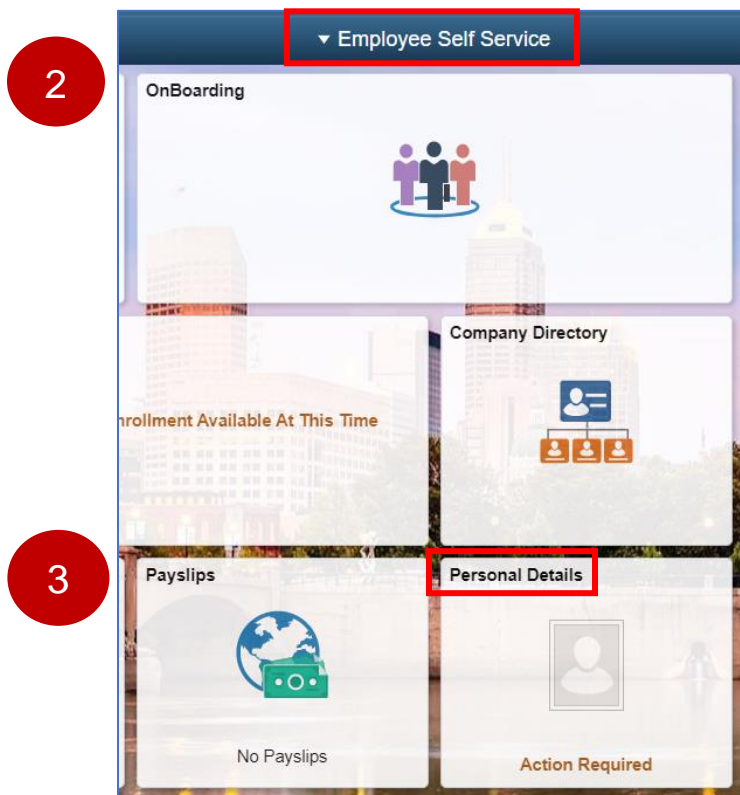 ▾ Employee Self Service
2
OnBoarding
Company Directory
Enrollment Available At This Time
3
Payslips
Personal Details
No Payslips
Action Required